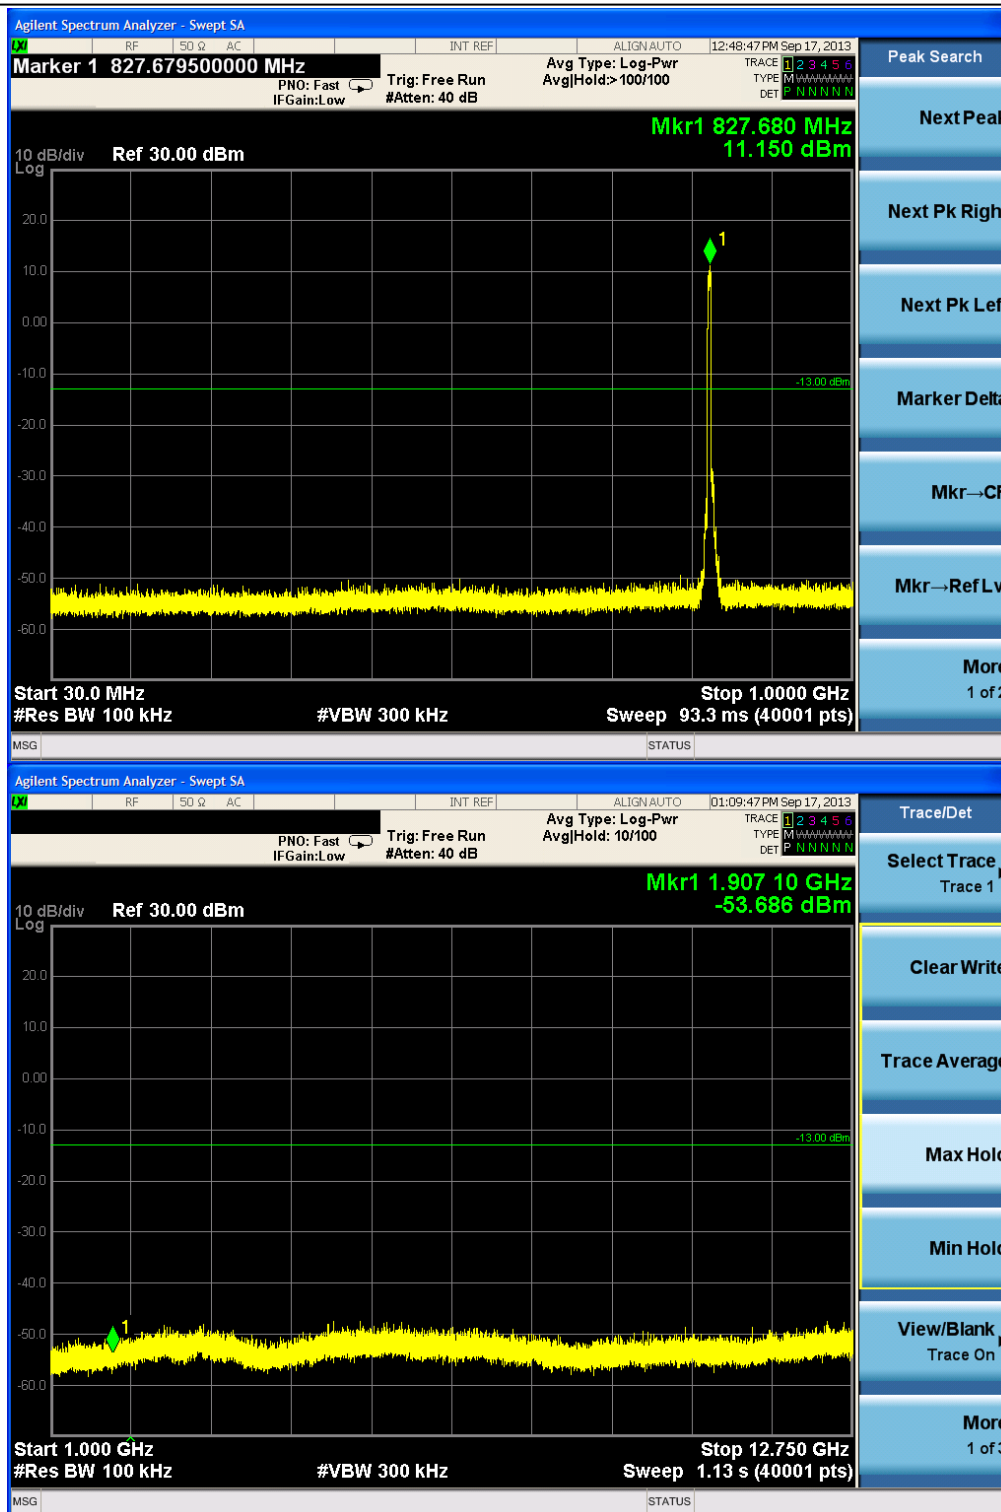 Agilent Spectrum Analyzer - Swept SA
LXI RF 50 Ω AC INT REF ALIGN AUTO 12:48:47 PM Sep 17, 2013
Marker 1 827.679500000 MHz
PNO: Fast
IFGain:Low
Trig: Free Run
#Atten: 40 dB
Avg Type: Log-Pwr
Avg|Hold:>100/100
TRACE 1 2 3 4 5 6
TYPE M WWWWW
DET P N N N N N
Peak Search
Mkr1 827.680 MHz
11.150 dBm
10 dB/div Ref 30.00 dBm
Log
20.0
10.0
0.00
-10.0
-20.0
-30.0
-40.0
-50.0
-60.0
1
-13.00 dBm
Start 30.0 MHz Stop 1.0000 GHz
#Res BW 100 kHz #VBW 300 kHz Sweep 93.3 ms (40001 pts)
MSG STATUS
Next Peak
Next Pk Righ
Next Pk Lef
Marker Delta
Mkr→CF
Mkr→Ref Lv
More
1 of 2
Agilent Spectrum Analyzer - Swept SA
LXI RF 50 Ω AC INT REF ALIGN AUTO 01:09:47 PM Sep 17, 2013
PNO: Fast
IFGain:Low
Trig: Free Run
#Atten: 40 dB
Avg Type: Log-Pwr
Avg|Hold: 10/100
TRACE 1 2 3 4 5 6
TYPE M WWWWW
DET P N N N N N
Trace/Det
Mkr1 1.907 10 GHz
-53.686 dBm
10 dB/div Ref 30.00 dBm
Log
20.0
10.0
0.00
-10.0
-20.0
-30.0
-40.0
-50.0
-60.0
1
-13.00 dBm
Start 1.000 GHz Stop 12.750 GHz
#Res BW 100 kHz #VBW 300 kHz Sweep 1.13 s (40001 pts)
MSG STATUS
Select Trace
Trace 1
Clear Write
Trace Average
Max Hold
Min Hold
View/Blank
Trace On
More
1 of 3